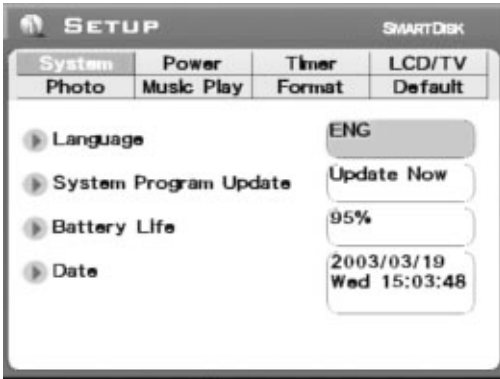 SETUP SMARTDISK
System Power Timer LCD/TV
Photo Music Play Format Default
Language ENG
System Program Update Update Now
Battery Life 95%
Date 2003/03/19
Wed 15:03:48